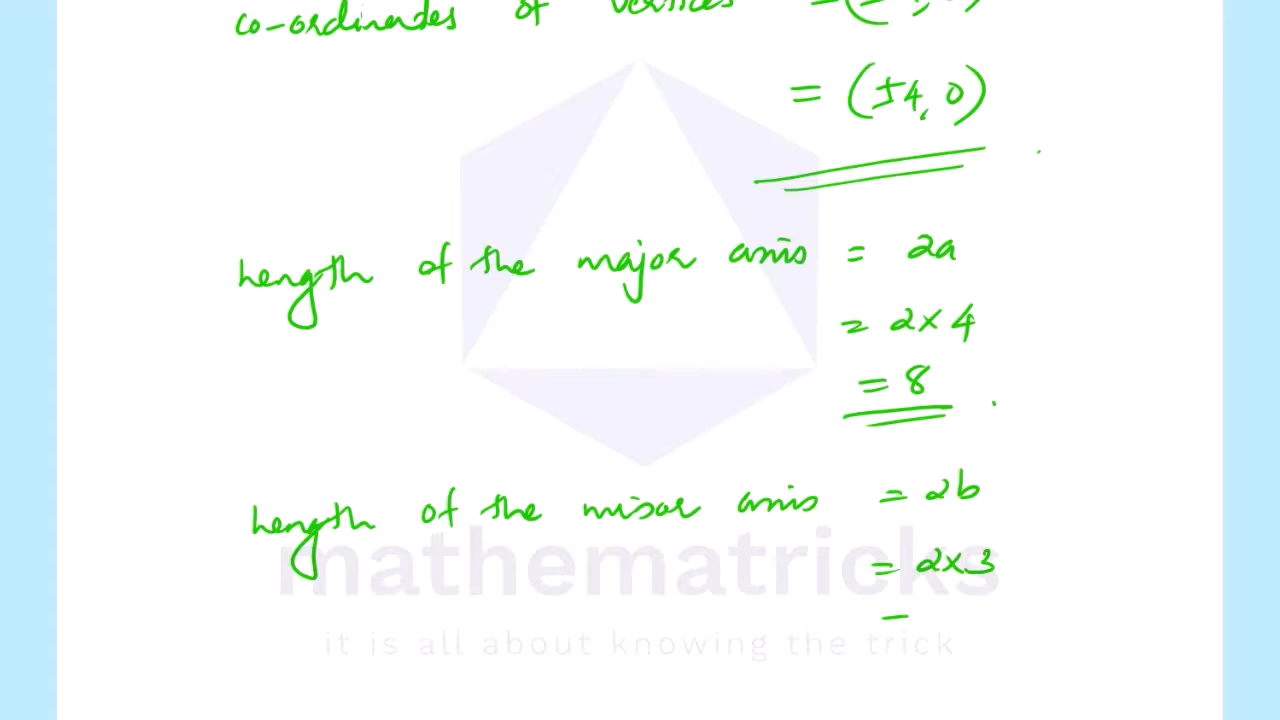 co-ordinates of vertices =
= (±4, 0)
Length of the major axis = 2a
= 2×4
= 8
Length of the minor axis = 2b
= 2×3
=
mathematricks
it is all about knowing the trick